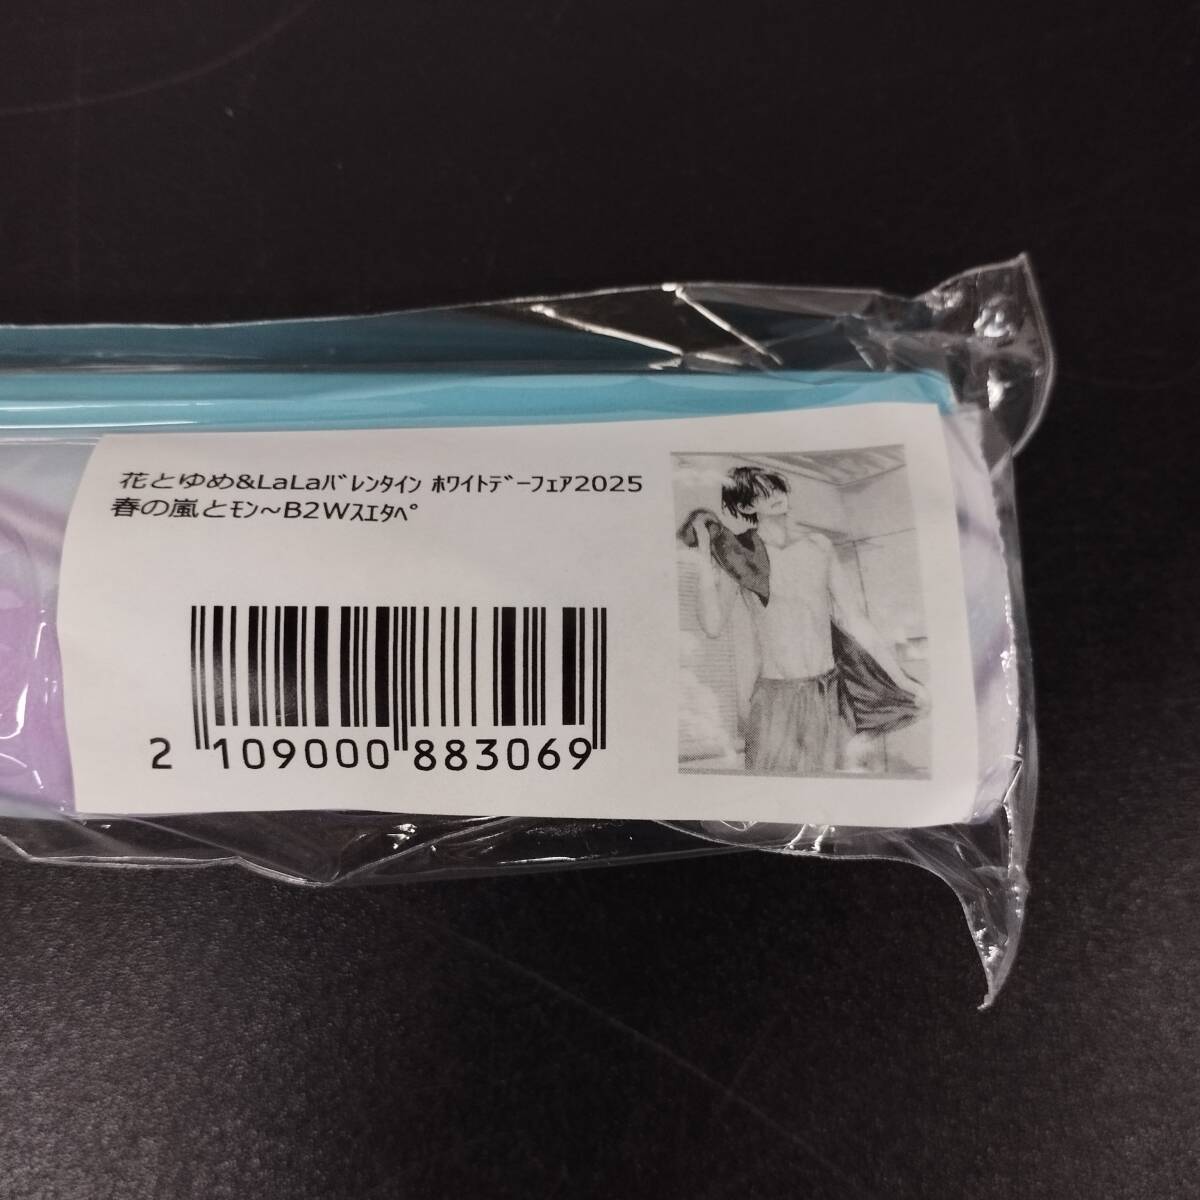 花とゆめ&LaLaﾊﾞﾚﾝﾀｲﾝ ﾎﾜｲﾄﾃﾞｰﾌｪｱ2025
春の嵐とﾓﾝ～B2Wｽｴﾀﾍﾟ
2 109000 883069